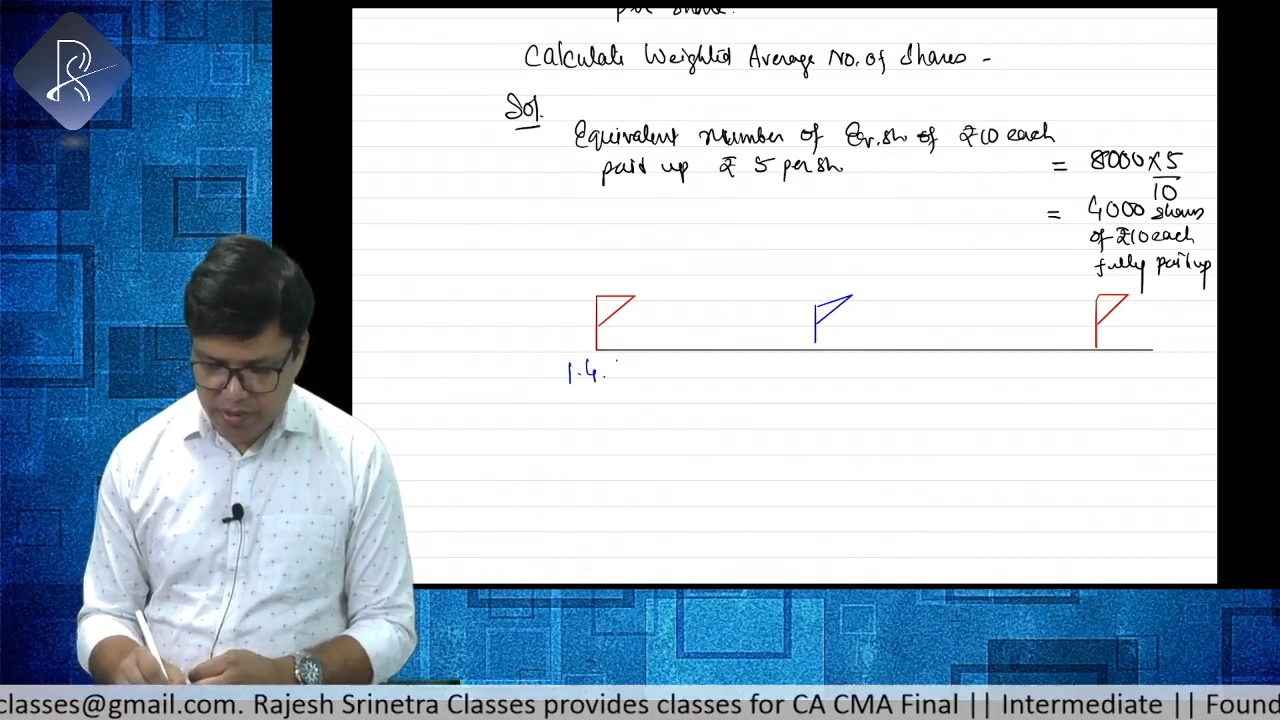 per share.
Calculate Weighted Average No. of Shares -
Sol.
Equivalent Number of Eq. sh of ₹10 each
paid up ₹ 5 per sh
= 8000 x 5
10
= 4000 shares
of ₹10 each
fully paid up
1.4.
classes@gmail.com. Rajesh Srinetra Classes provides classes for CA CMA Final || Intermediate || Found